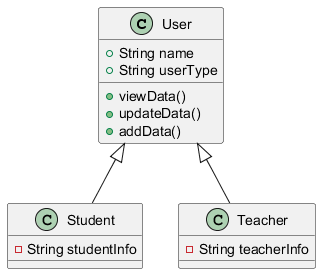 C User
String name
String userType
viewData()
updateData()
addData()
C Student
String studentInfo
C Teacher
String teacherInfo